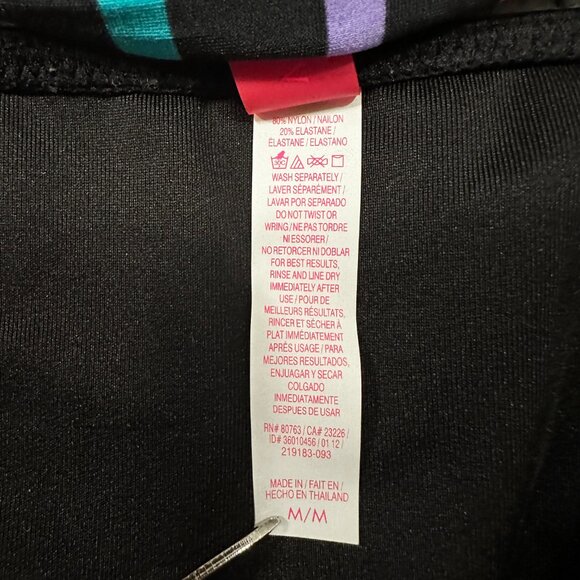 80% NYLON / NAILON
20% ELASTANE /
ÉLASTANE / ELASTANO
WASH SEPARATELY /
LAVER SÉPARÉMENT /
LAVAR POR SEPARADO
DO NOT TWIST OR
WRING / NE PAS TORDRE
NI ESSORER /
NO RETORCER NI DOBLAR
FOR BEST RESULTS,
RINSE AND LINE DRY
IMMEDIATELY AFTER
USE / POUR DE
MEILLEURS RÉSULTATS,
RINCER ET SÉCHER À
PLAT IMMÉDIATEMENT
APRÈS USAGE / PARA
MEJORES RESULTADOS,
ENJUAGAR Y SECAR
COLGADO
INMEDIATAMENTE
DESPUES DE USAR
RN# 80763 / CA# 23226 /
ID# 36010456 / 01 12 /
219183-093
MADE IN / FAIT EN /
HECHO EN THAILAND
M/M